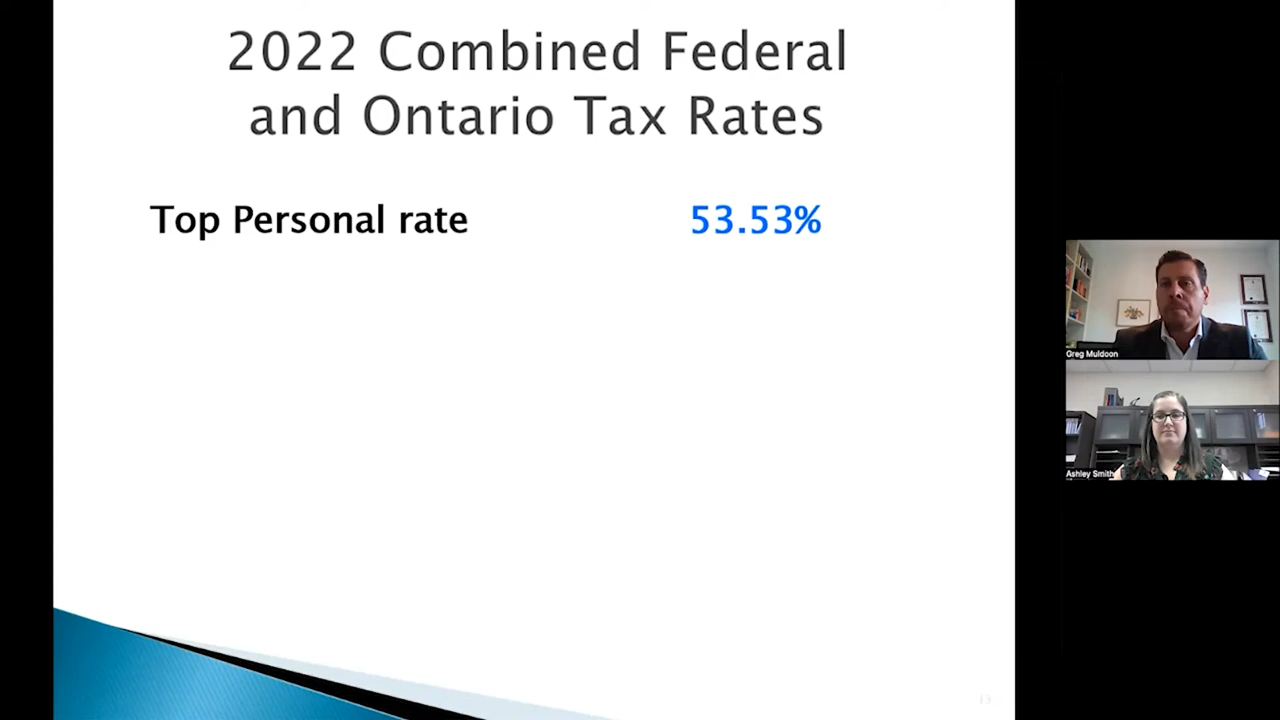 2022 Combined Federal
and Ontario Tax Rates
Top Personal rate 53.53%
Greg Muldoon
Ashley Smith